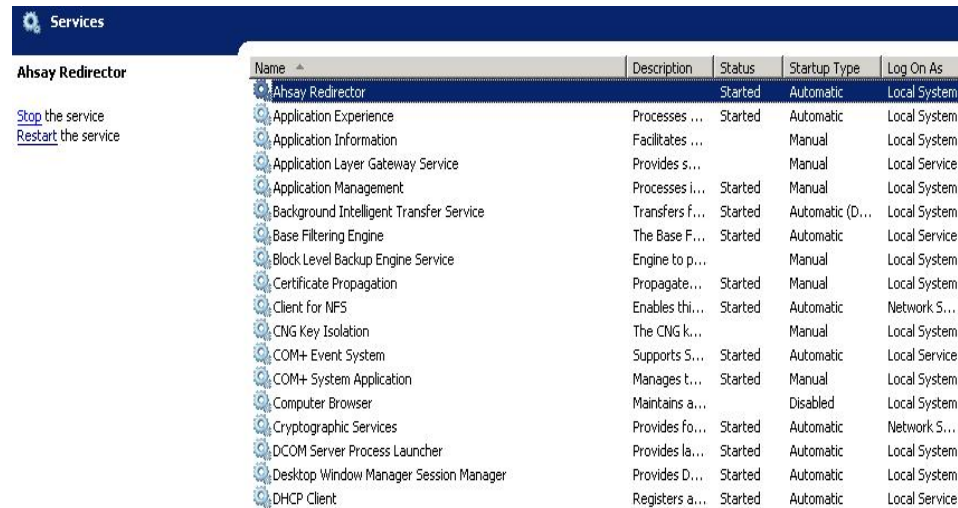 Services
Ahsay Redirector
Stop the service
Restart the service
Name Description Status Startup Type Log On As
Ahsay Redirector Started Automatic Local System
Application Experience Processes ... Started Automatic Local System
Application Information Facilitates ... Manual Local System
Application Layer Gateway Service Provides s... Manual Local Service
Application Management Processes i... Started Manual Local System
Background Intelligent Transfer Service Transfers f... Started Automatic (D... Local System
Base Filtering Engine The Base F... Started Automatic Local Service
Block Level Backup Engine Service Engine to p... Manual Local System
Certificate Propagation Propagate... Started Manual Local System
Client for NFS Enables thi... Started Automatic Network S...
CNG Key Isolation The CNG k... Manual Local System
COM+ Event System Supports S... Started Automatic Local Service
COM+ System Application Manages t... Started Manual Local System
Computer Browser Maintains a... Disabled Local System
Cryptographic Services Provides fo... Started Automatic Network S...
DCOM Server Process Launcher Provides la... Started Automatic Local System
Desktop Window Manager Session Manager Provides D... Started Automatic Local System
DHCP Client Registers a... Started Automatic Local Service